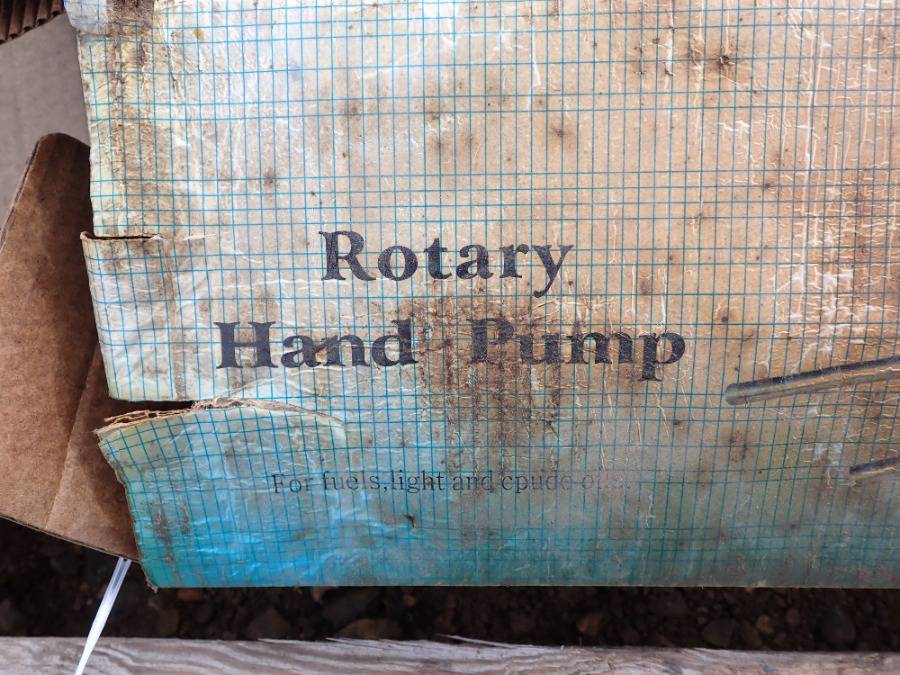 Rotary
Hand Pump
For fuels,light and cpude